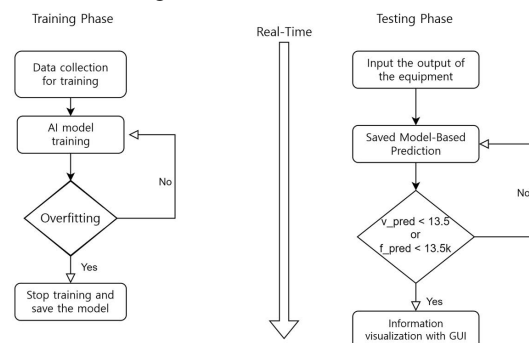 Training Phase
Data collection
for training
AI model
training
No
Overfitting
Yes
Stop training and
save the model
Real-Time
Testing Phase
Input the output of
the equipment
Saved Model-Based
Prediction
No
v_pred < 13.5
or
f_pred < 13.5k
Yes
Information
visualization with GUI